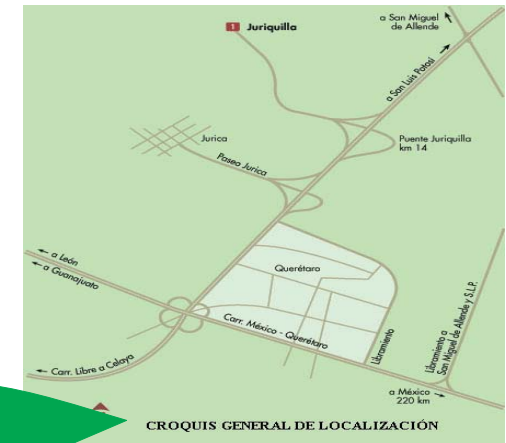 a San Miguel
de Allende
1 Juriquilla
a San Luis Potosí
Jurica
Puente Juriquilla
km 14
Paseo Jurica
a León
a Guanajuato
Querétaro
Carr. México - Querétaro
Libramiento
Libramiento a
San Miguel de Allende y S.L.P.
Carr. Libre a Celaya
a México
220 km
CROQUIS GENERAL DE LOCALIZACIÓN